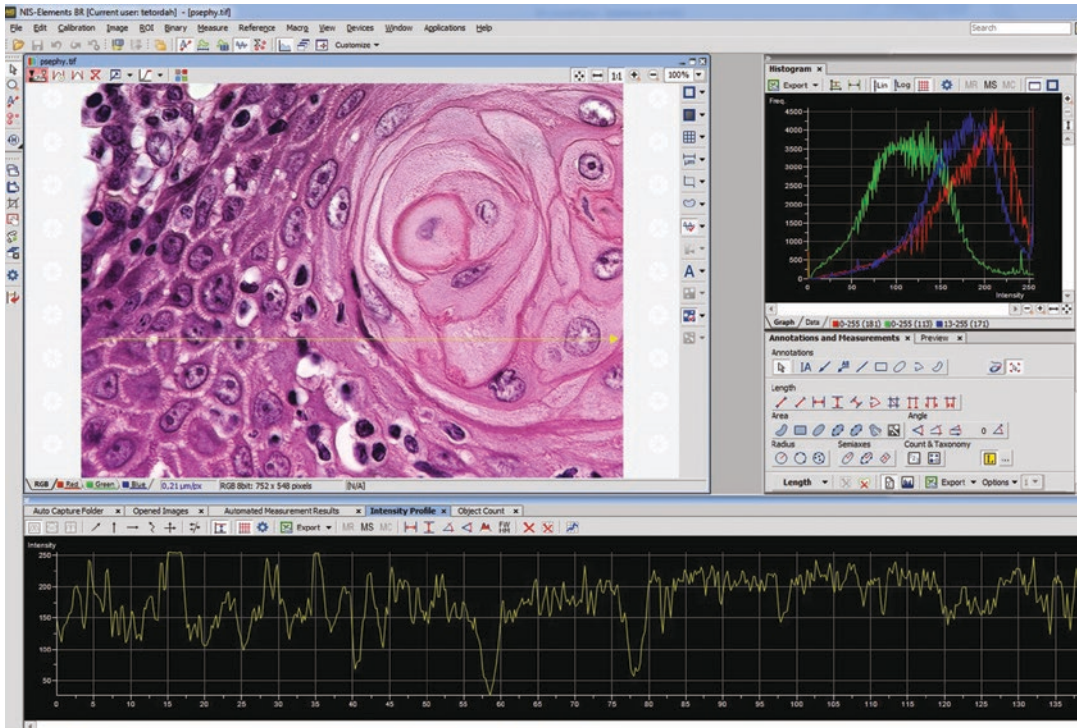 NIS-Elements BR [Current user: tetordah] - [psephy.tif]
File Edit Calibration Image ROI Binary Measure Reference Macro View Devices Window Applications Help
Search
Customize
psephy.tif
1:1 100%
Histogram
Export Lin Log MR MS MC
Freq.
4500
4000
3500
3000
2500
2000
1500
1000
500
0
0 50 100 150 200 250
Intensity
Graph Data 0-255 (181) 0-255 (113) 13-255 (171)
Annotations and Measurements Preview
Annotations
Length
Area Angle
0
Radius Semiaxes Count & Taxonomy
Length Export Options 1
RGB Red Green Blue 0,21 µm/px RGB 8bit: 752 x 548 pixels [N/A]
Auto Capture Folder Opened Images Automated Measurement Results Intensity Profile Object Count
Export MR MS MC FW
Intensity
250
200
150
100
50
0 5 10 15 20 25 30 35 40 45 50 55 60 65 70 75 80 85 90 95 100 105 110 115 120 125 130 135